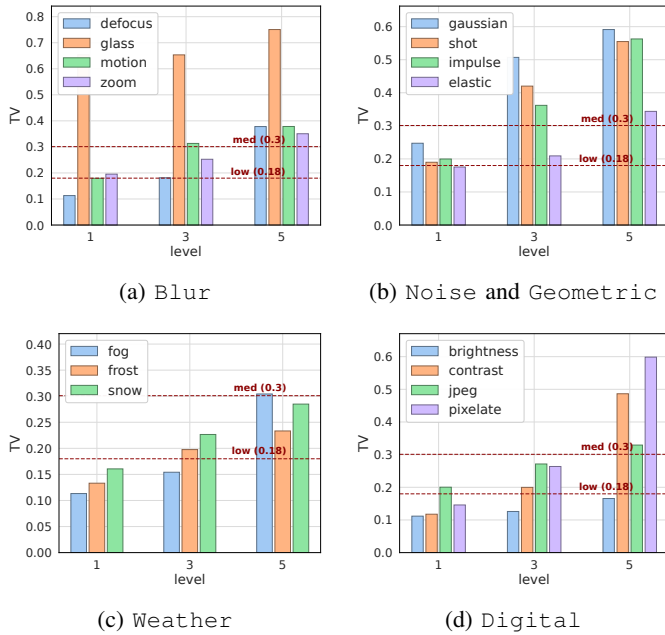 0.8
0.7
0.6
0.5
0.4
0.3
0.2
0.1
0.0
TV
defocus
glass
motion
zoom
med (0.3)
low (0.18)
1
3
5
level
(a) Blur
0.6
0.5
0.4
0.3
0.2
0.1
0.0
TV
gaussian
shot
impulse
elastic
med (0.3)
low (0.18)
1
3
5
level
(b) Noise and Geometric
0.40
0.35
0.30
0.25
0.20
0.15
0.10
0.05
0.00
TV
fog
frost
snow
med (0.3)
low (0.18)
1
3
5
level
(c) Weather
0.6
0.5
0.4
0.3
0.2
0.1
0.0
TV
brightness
contrast
jpeg
pixelate
med (0.3)
low (0.18)
1
3
5
level
(d) Digital